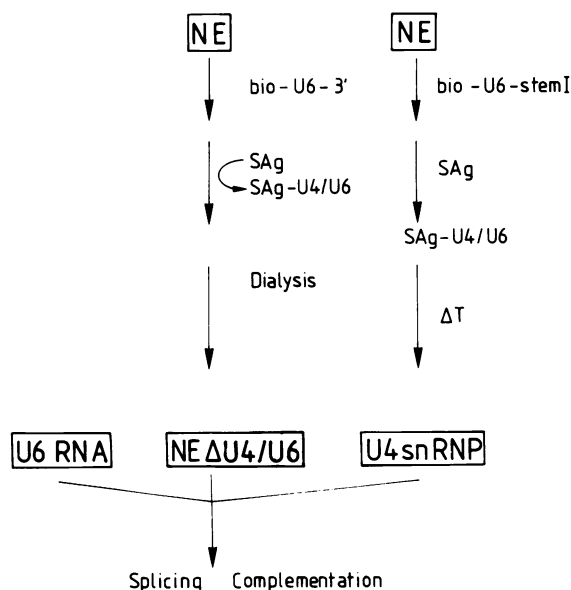 NE NE
bio-U6-3' bio-U6-stemI
SAg SAg
SAg-U4/U6
SAg-U4/U6
Dialysis
ΔT
U6 RNA NEΔU4/U6 U4snRNP
Splicing Complementation